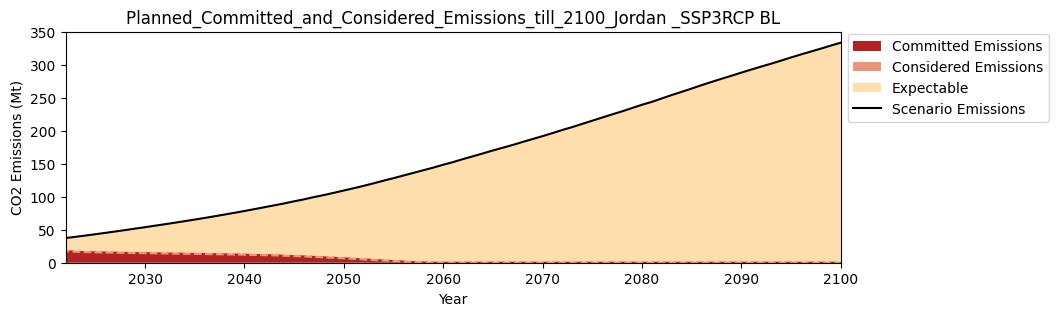 Planned_Committed_and_Considered_Emissions_till_2100_Jordan _SSP3RCP BL
CO2 Emissions (Mt)
350
300
250
200
150
100
50
0
2030 2040 2050 2060 2070 2080 2090 2100
Year
Committed Emissions
Considered Emissions
Expectable
Scenario Emissions